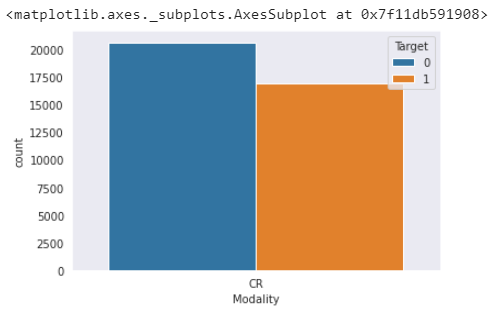 <matplotlib.axes._subplots.AxesSubplot at 0x7f11db591908>
Target
0
1
20000
17500
15000
12500
10000
7500
5000
2500
0
count
CR
Modality